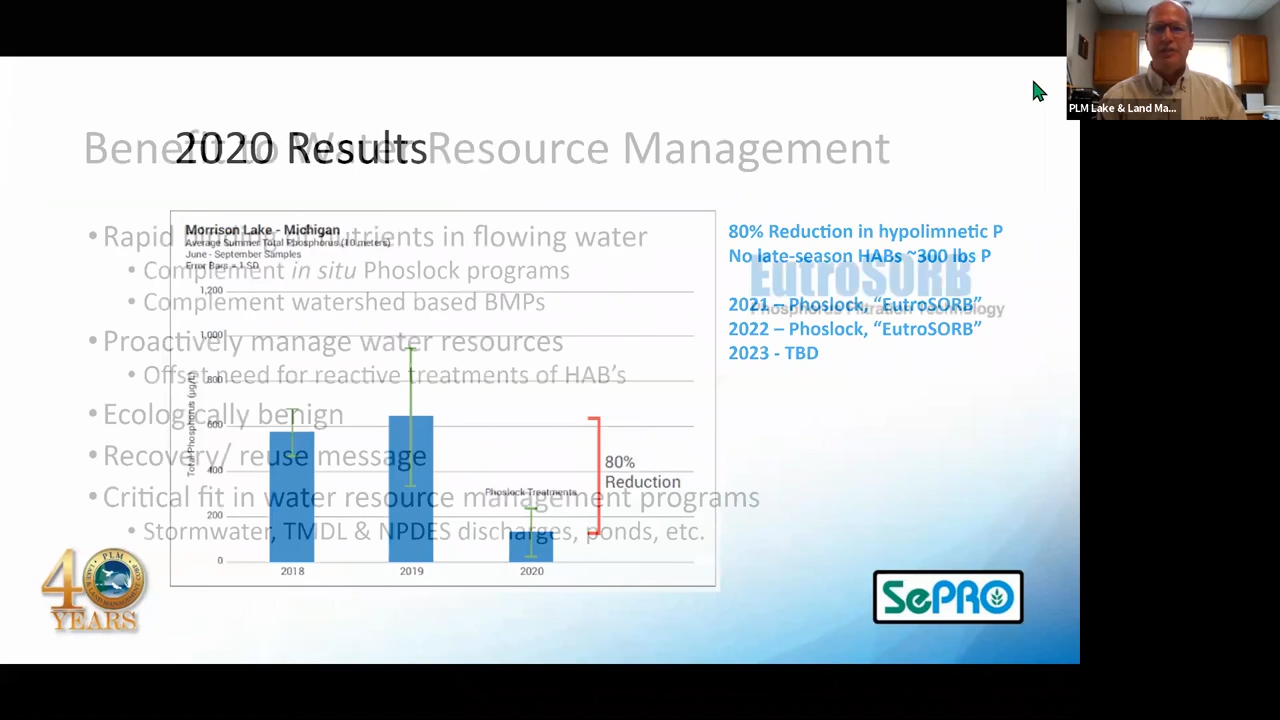 PLM Lake & Land Ma...
Benefit to Water Resource Management
2020 Results
• Rapid binding of nutrients in flowing water
• Complement in situ Phoslock programs
• Complement watershed based BMPs
• Proactively manage water resources
• Offset need for reactive treatments of HAB's
• Ecologically benign
• Recovery/ reuse message
• Critical fit in water resource management programs
• Stormwater, TMDL & NPDES discharges, ponds, etc.
Morrison Lake - Michigan
Average Summer Total Phosphorus (10 meters)
June - September Samples
Error Bars = 1 SD
Total Phosphorus (µg/L)
1,200
1,000
800
600
400
200
0
2018
2019
2020
Phoslock Treatments
80%
Reduction
80% Reduction in hypolimnetic P
No late-season HABs ~300 lbs P
EutroSORB
Phosphorus Filtration Technology
2021 – Phoslock, “EutroSORB”
2022 – Phoslock, “EutroSORB”
2023 - TBD
40
PLM
YEARS
SePRO